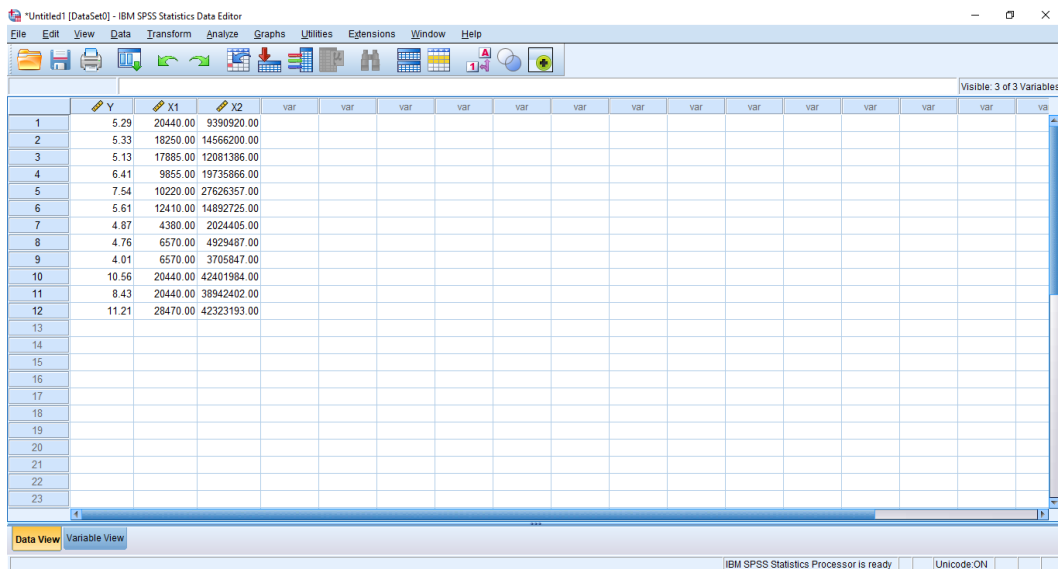 *Untitled1 [DataSet0] - IBM SPSS Statistics Data Editor
File Edit View Data Transform Analyze Graphs Utilities Extensions Window Help
Visible: 3 of 3 Variables
Y X1 X2 var var var var var var var var var var var var var va
1 5.29 20440.00 9390920.00
2 5.33 18250.00 14566200.00
3 5.13 17885.00 12081386.00
4 6.41 9855.00 19735866.00
5 7.54 10220.00 27626357.00
6 5.61 12410.00 14892725.00
7 4.87 4380.00 2024405.00
8 4.76 6570.00 4929487.00
9 4.01 6570.00 3705847.00
10 10.56 20440.00 42401984.00
11 8.43 20440.00 38942402.00
12 11.21 28470.00 42323193.00
13
14
15
16
17
18
19
20
21
22
23
Data View Variable View
IBM SPSS Statistics Processor is ready Unicode:ON